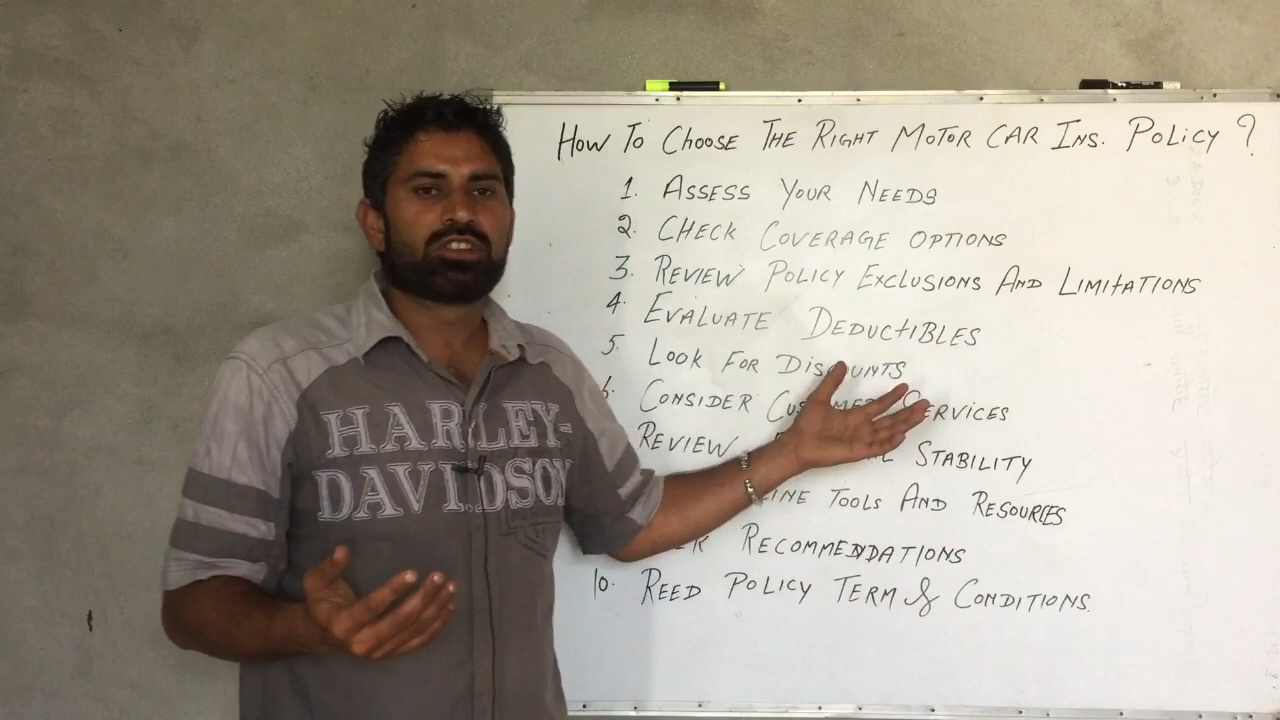 How To Choose The Right Motor Car Ins. Policy ?
1. Assess Your Needs
2. Check Coverage Options
3. Review Policy Exclusions And Limitations
4. Evaluate Deductibles
5. Look For Discounts
6. Consider Customer Services
Review Stability
Tools And Resources
Recommendations
10. Reed Policy Term & Conditions.
HARLEY-
DAVIDSON